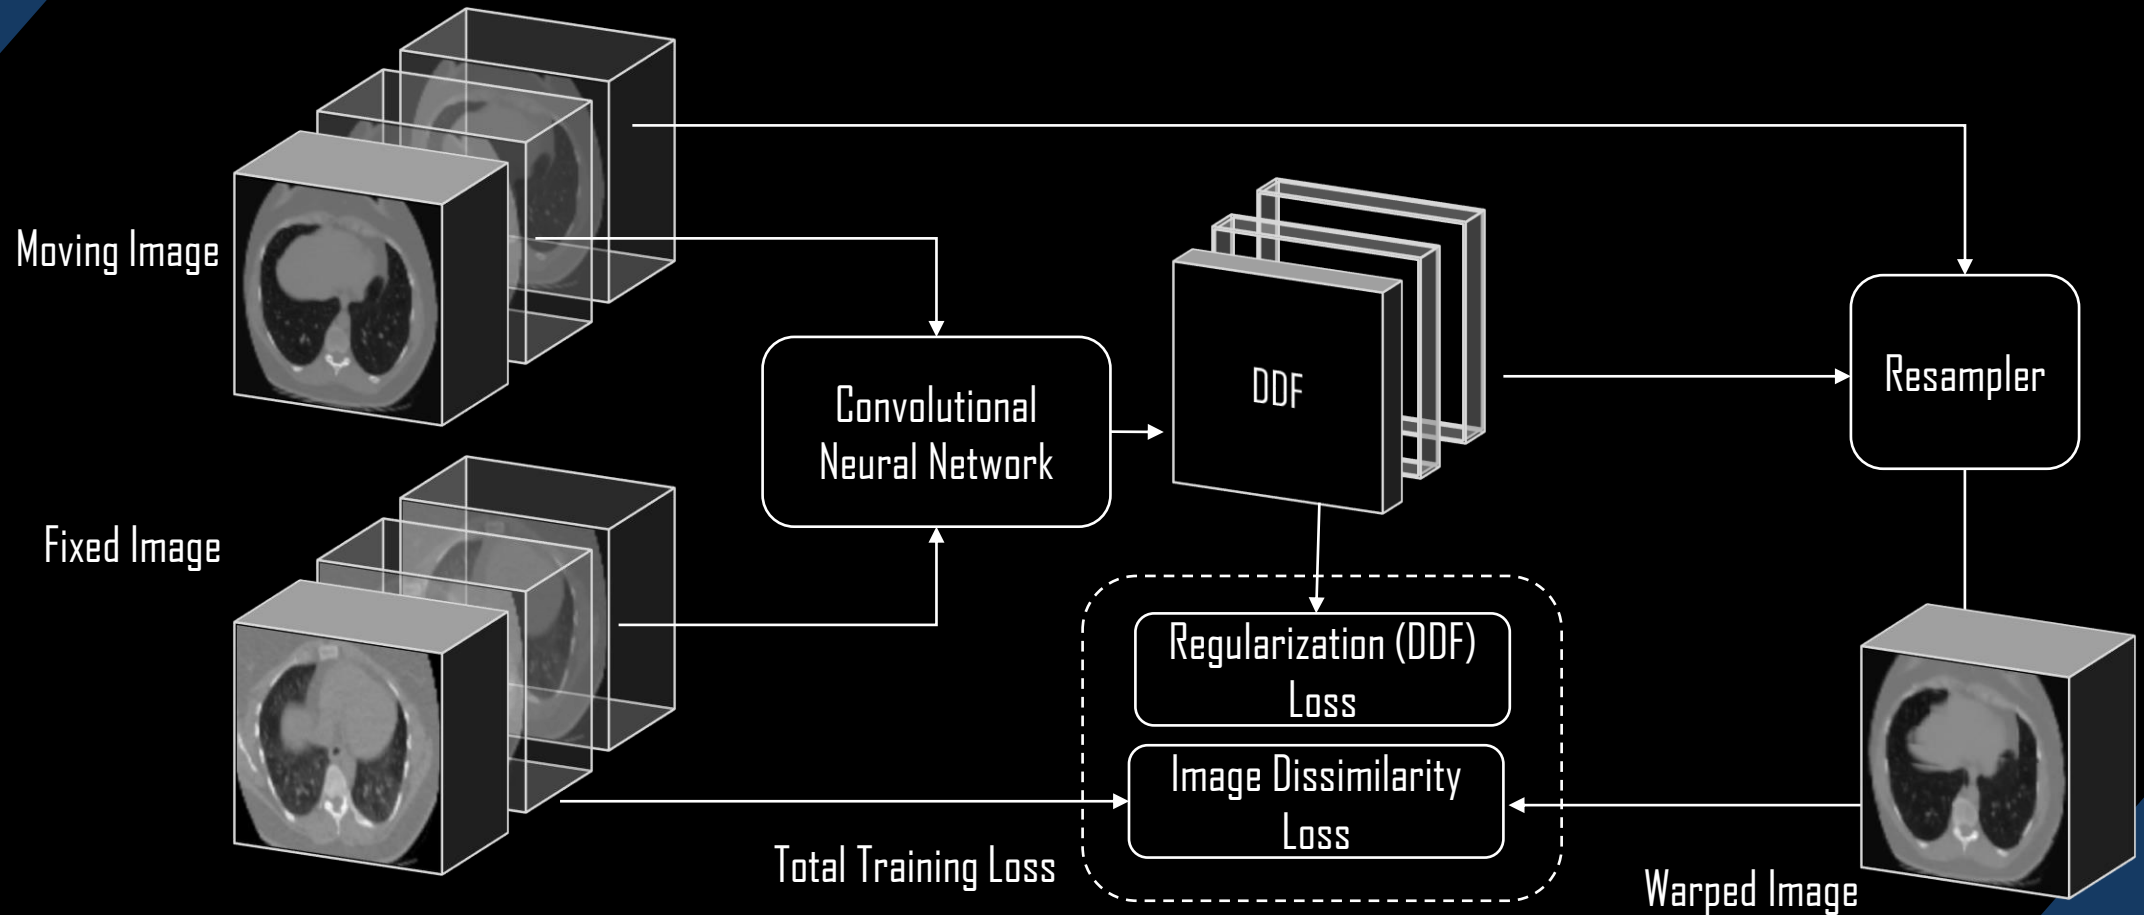 Moving Image
Fixed Image
Convolutional
Neural Network
DDF
Resampler
Regularization (DDF)
Loss
Image Dissimilarity
Loss
Total Training Loss
Warped Image